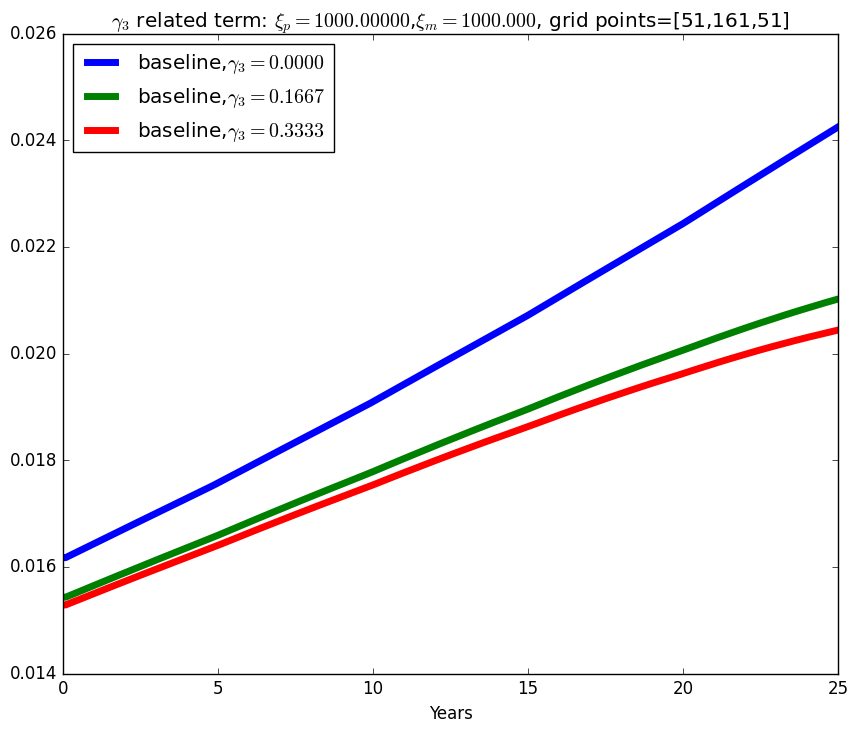 γ₃ related term: ξₚ = 1000.00000,ξₘ = 1000.000, grid points=[51,161,51]
baseline,γ₃ = 0.0000
baseline,γ₃ = 0.1667
baseline,γ₃ = 0.3333
0.026
0.024
0.022
0.020
0.018
0.016
0.014
0 5 10 15 20 25
Years